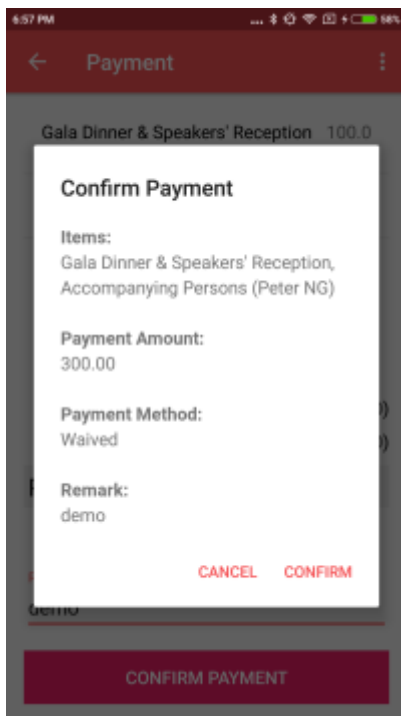 6:57 PM ... 58%
Payment
Gala Dinner & Speakers' Reception 100.0
Confirm Payment
Items:
Gala Dinner & Speakers' Reception,
Accompanying Persons (Peter NG)
Payment Amount:
300.00
Payment Method:
Waived
Remark:
demo
CANCEL CONFIRM
demo
CONFIRM PAYMENT